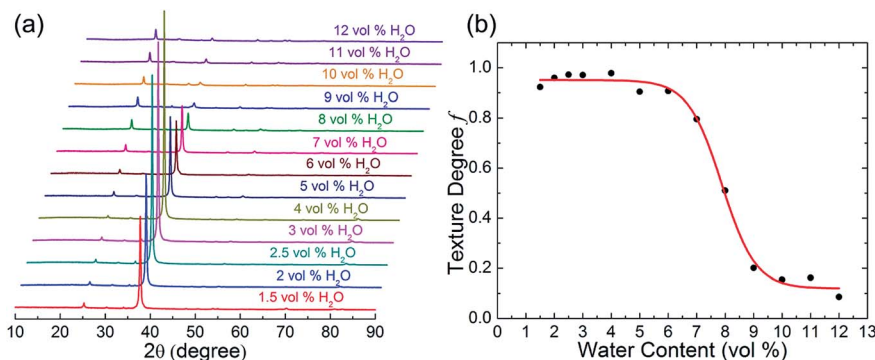 (a)
12 vol % H2O
11 vol % H2O
10 vol % H2O
9 vol % H2O
8 vol % H2O
7 vol % H2O
6 vol % H2O
5 vol % H2O
4 vol % H2O
3 vol % H2O
2.5 vol % H2O
2 vol % H2O
1.5 vol % H2O
10 20 30 40 50 60 70 80 90
2θ (degree)
(b)
Texture Degree f
1.0
0.8
0.6
0.4
0.2
0.0
0 1 2 3 4 5 6 7 8 9 10 11 12 13
Water Content (vol %)